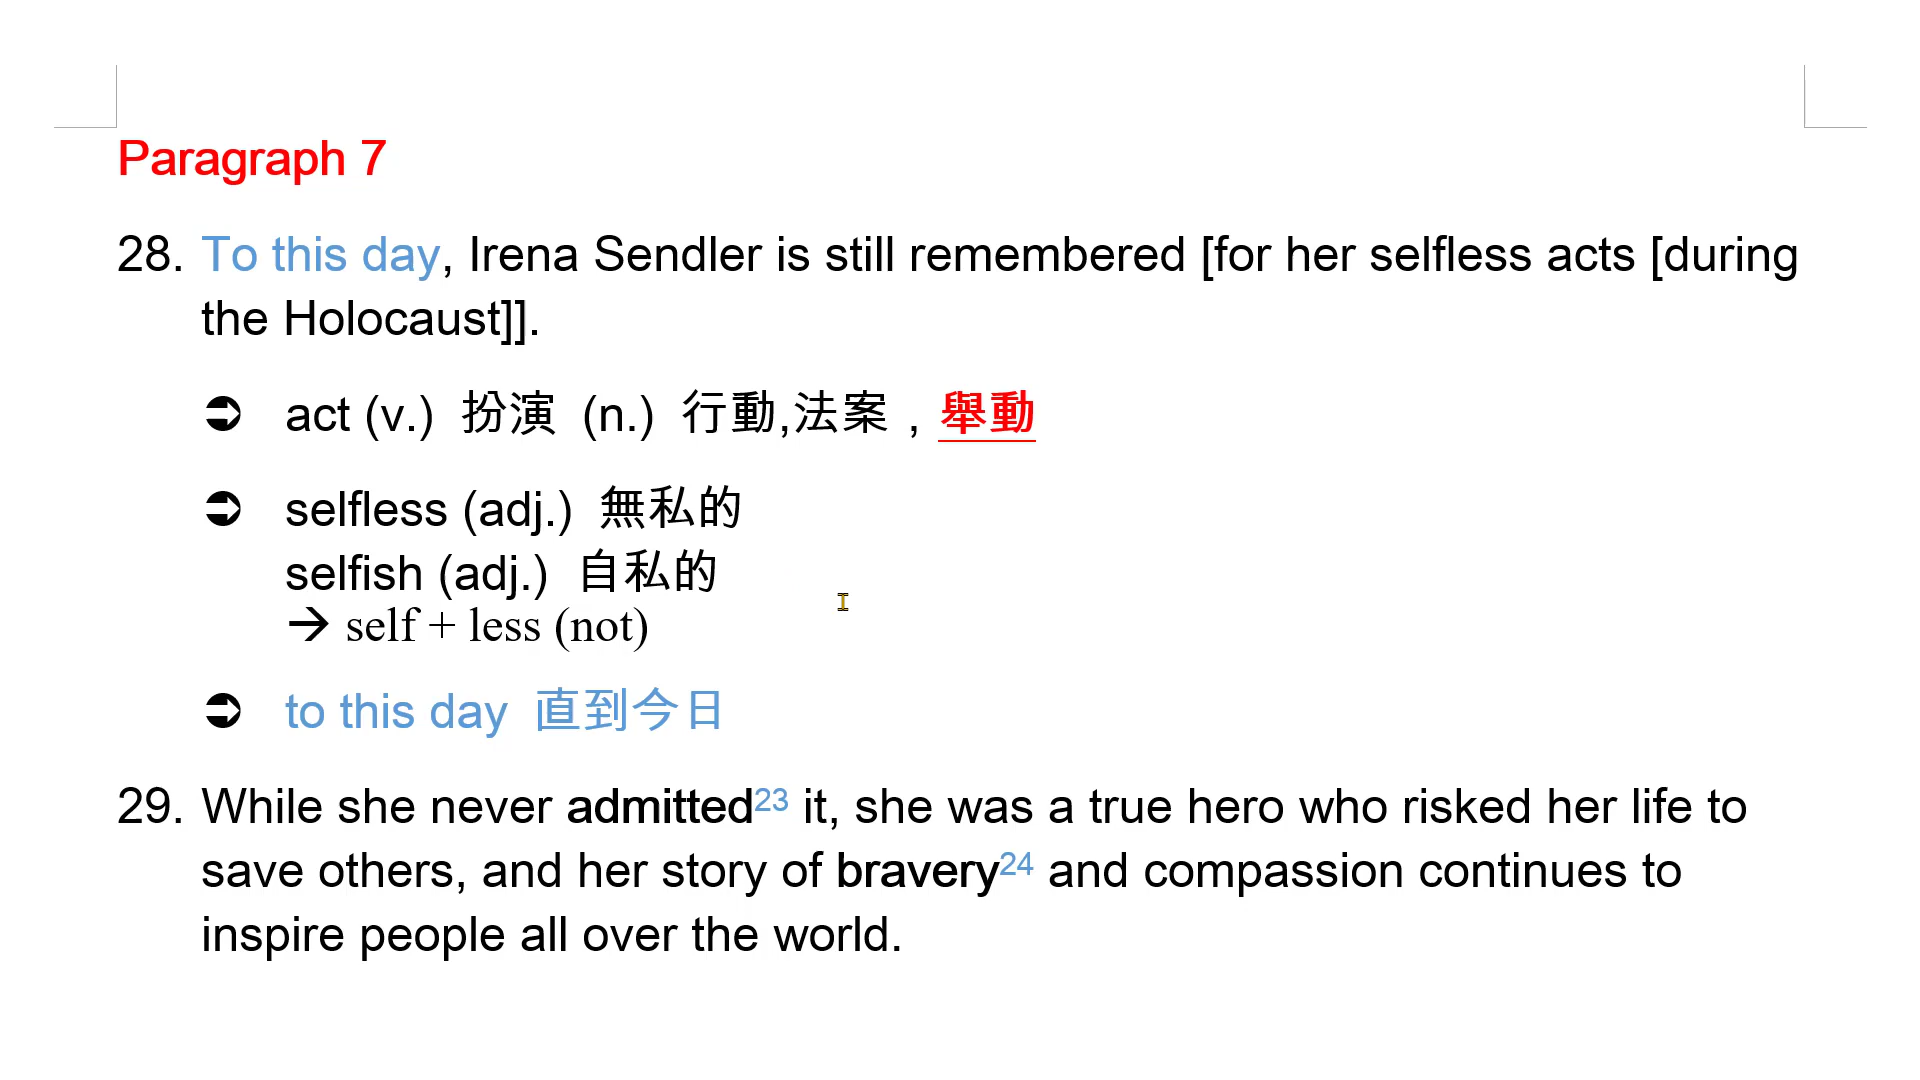 Paragraph 7
28. To this day, Irena Sendler is still remembered [for her selfless acts [during
the Holocaust]].
➲ act (v.) 扮演 (n.) 行動,法案，舉動
➲ selfless (adj.) 無私的
selfish (adj.) 自私的
→ self + less (not)
➲ to this day 直到今日
29. While she never admitted23 it, she was a true hero who risked her life to
save others, and her story of bravery24 and compassion continues to
inspire people all over the world.